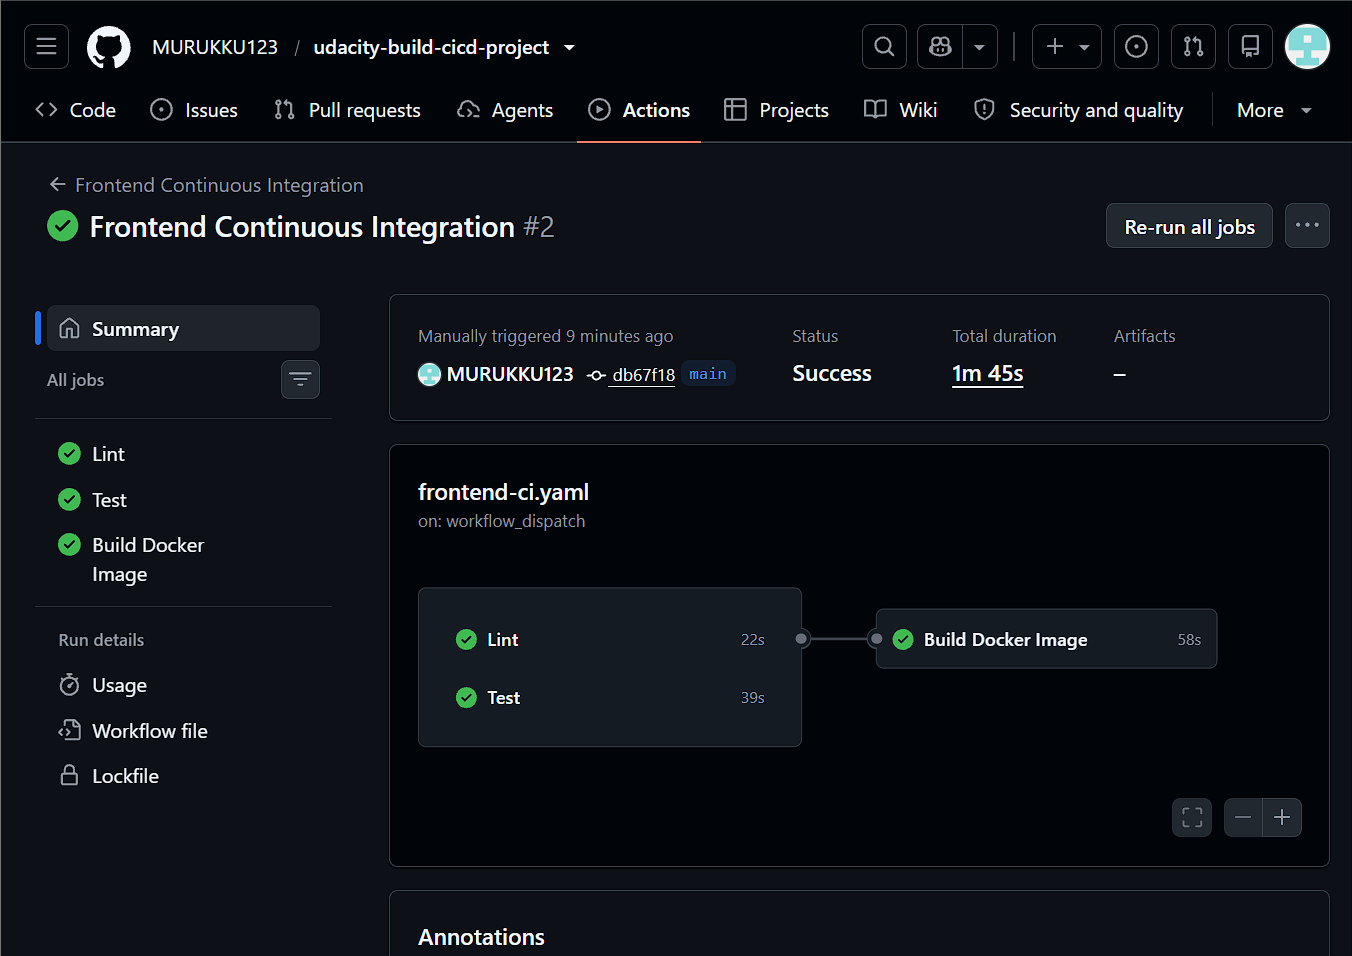 MURUKKU123 / udacity-build-cicd-project
Code Issues Pull requests Agents Actions Projects Wiki Security and quality More
Frontend Continuous Integration
Frontend Continuous Integration #2
Re-run all jobs
Summary
All jobs
Lint
Test
Build Docker
Image
Run details
Usage
Workflow file
Lockfile
Manually triggered 9 minutes ago
MURUKKU123 db67f18 main
Status
Success
Total duration
1m 45s
Artifacts
–
frontend-ci.yaml
on: workflow_dispatch
Lint 22s
Test 39s
Build Docker Image 58s
Annotations